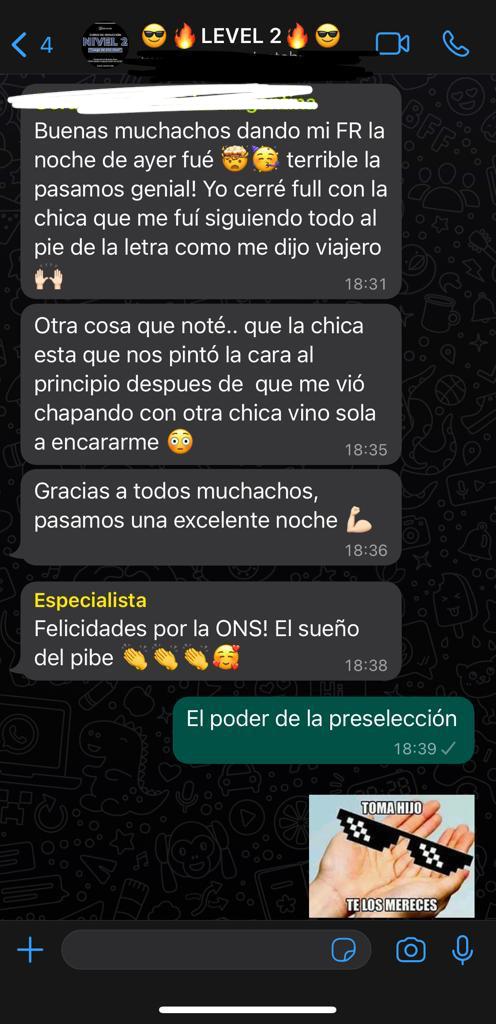 4
NIVEL 2
😎🔥LEVEL 2🔥😎
Buenas muchachos dando mi FR la
noche de ayer fué 🤯🥳 terrible la
pasamos genial! Yo cerré full con la
chica que me fuí siguiendo todo al
pie de la letra como me dijo viajero
🙌🏻
18:31
Otra cosa que noté.. que la chica
esta que nos pintó la cara al
principio despues de  que me vió
chapando con otra chica vino sola
a encararme 😳
18:35
Gracias a todos muchachos,
pasamos una excelente noche 💪🏻
18:36
Especialista
Felicidades por la ONS! El sueño
del pibe 👏👏👏🥰
18:38
El poder de la preselección
18:39
TOMA HIJO
TE LOS MERECES